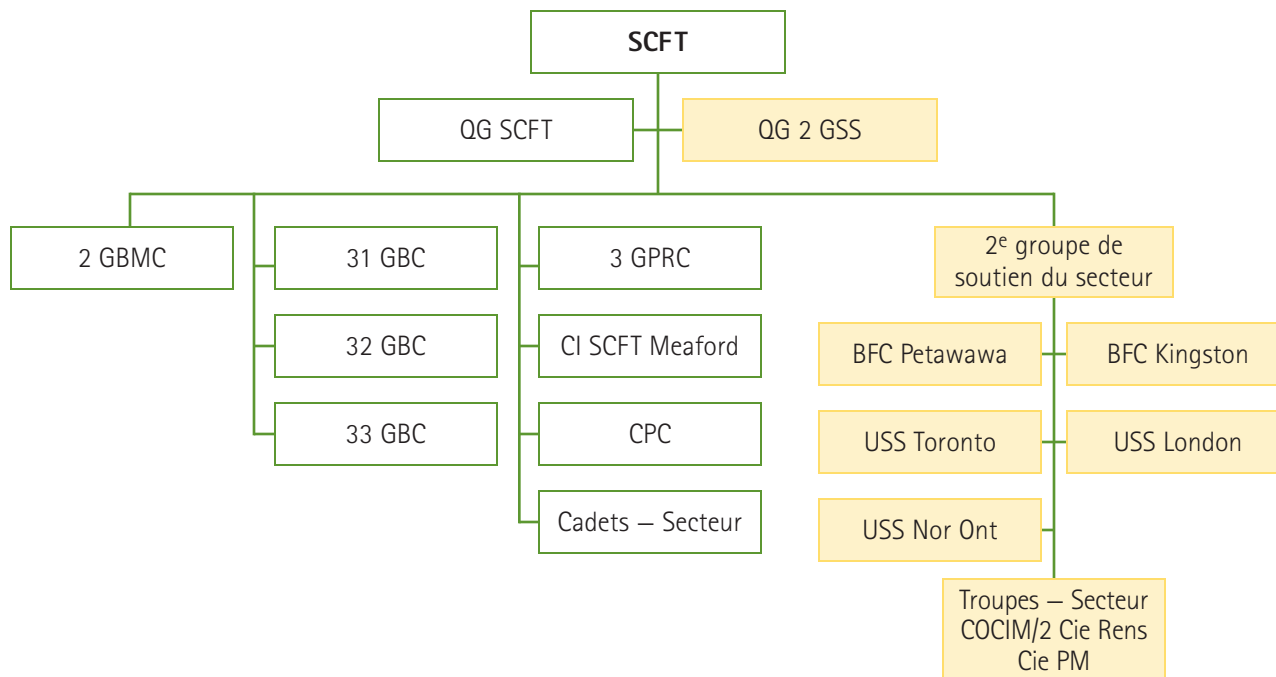 SCFT
QG SCFT
QG 2 GSS
2 GBMC
31 GBC
32 GBC
33 GBC
3 GPRC
CI SCFT Meaford
CPC
Cadets — Secteur
2e groupe de
soutien du secteur
BFC Petawawa
BFC Kingston
USS Toronto
USS London
USS Nor Ont
Troupes — Secteur
COCIM/2 Cie Rens
Cie PM